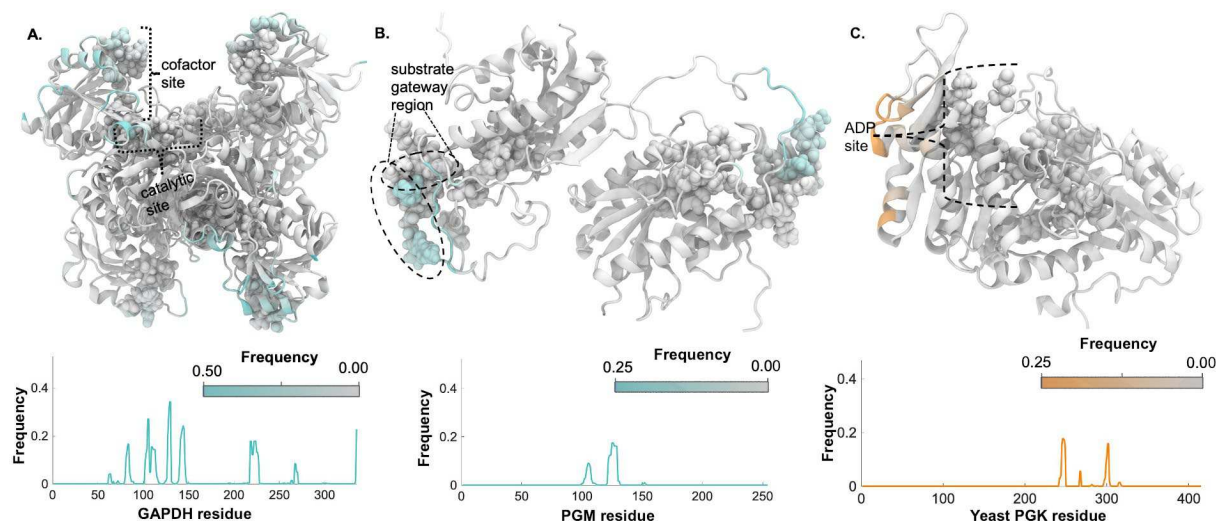 A.
cofactor
site
catalytic
site
B.
substrate
gateway
region
C.
ADP
site
Frequency
0.50 0.00
0.4
0.2
0
Frequency
0 50 100 150 200 250 300
GAPDH residue
Frequency
0.25 0.00
0.4
0.2
0
Frequency
0 50 100 150 200 250
PGM residue
Frequency
0.25 0.00
0.4
0.2
0
Frequency
0 100 200 300 400
Yeast PGK residue